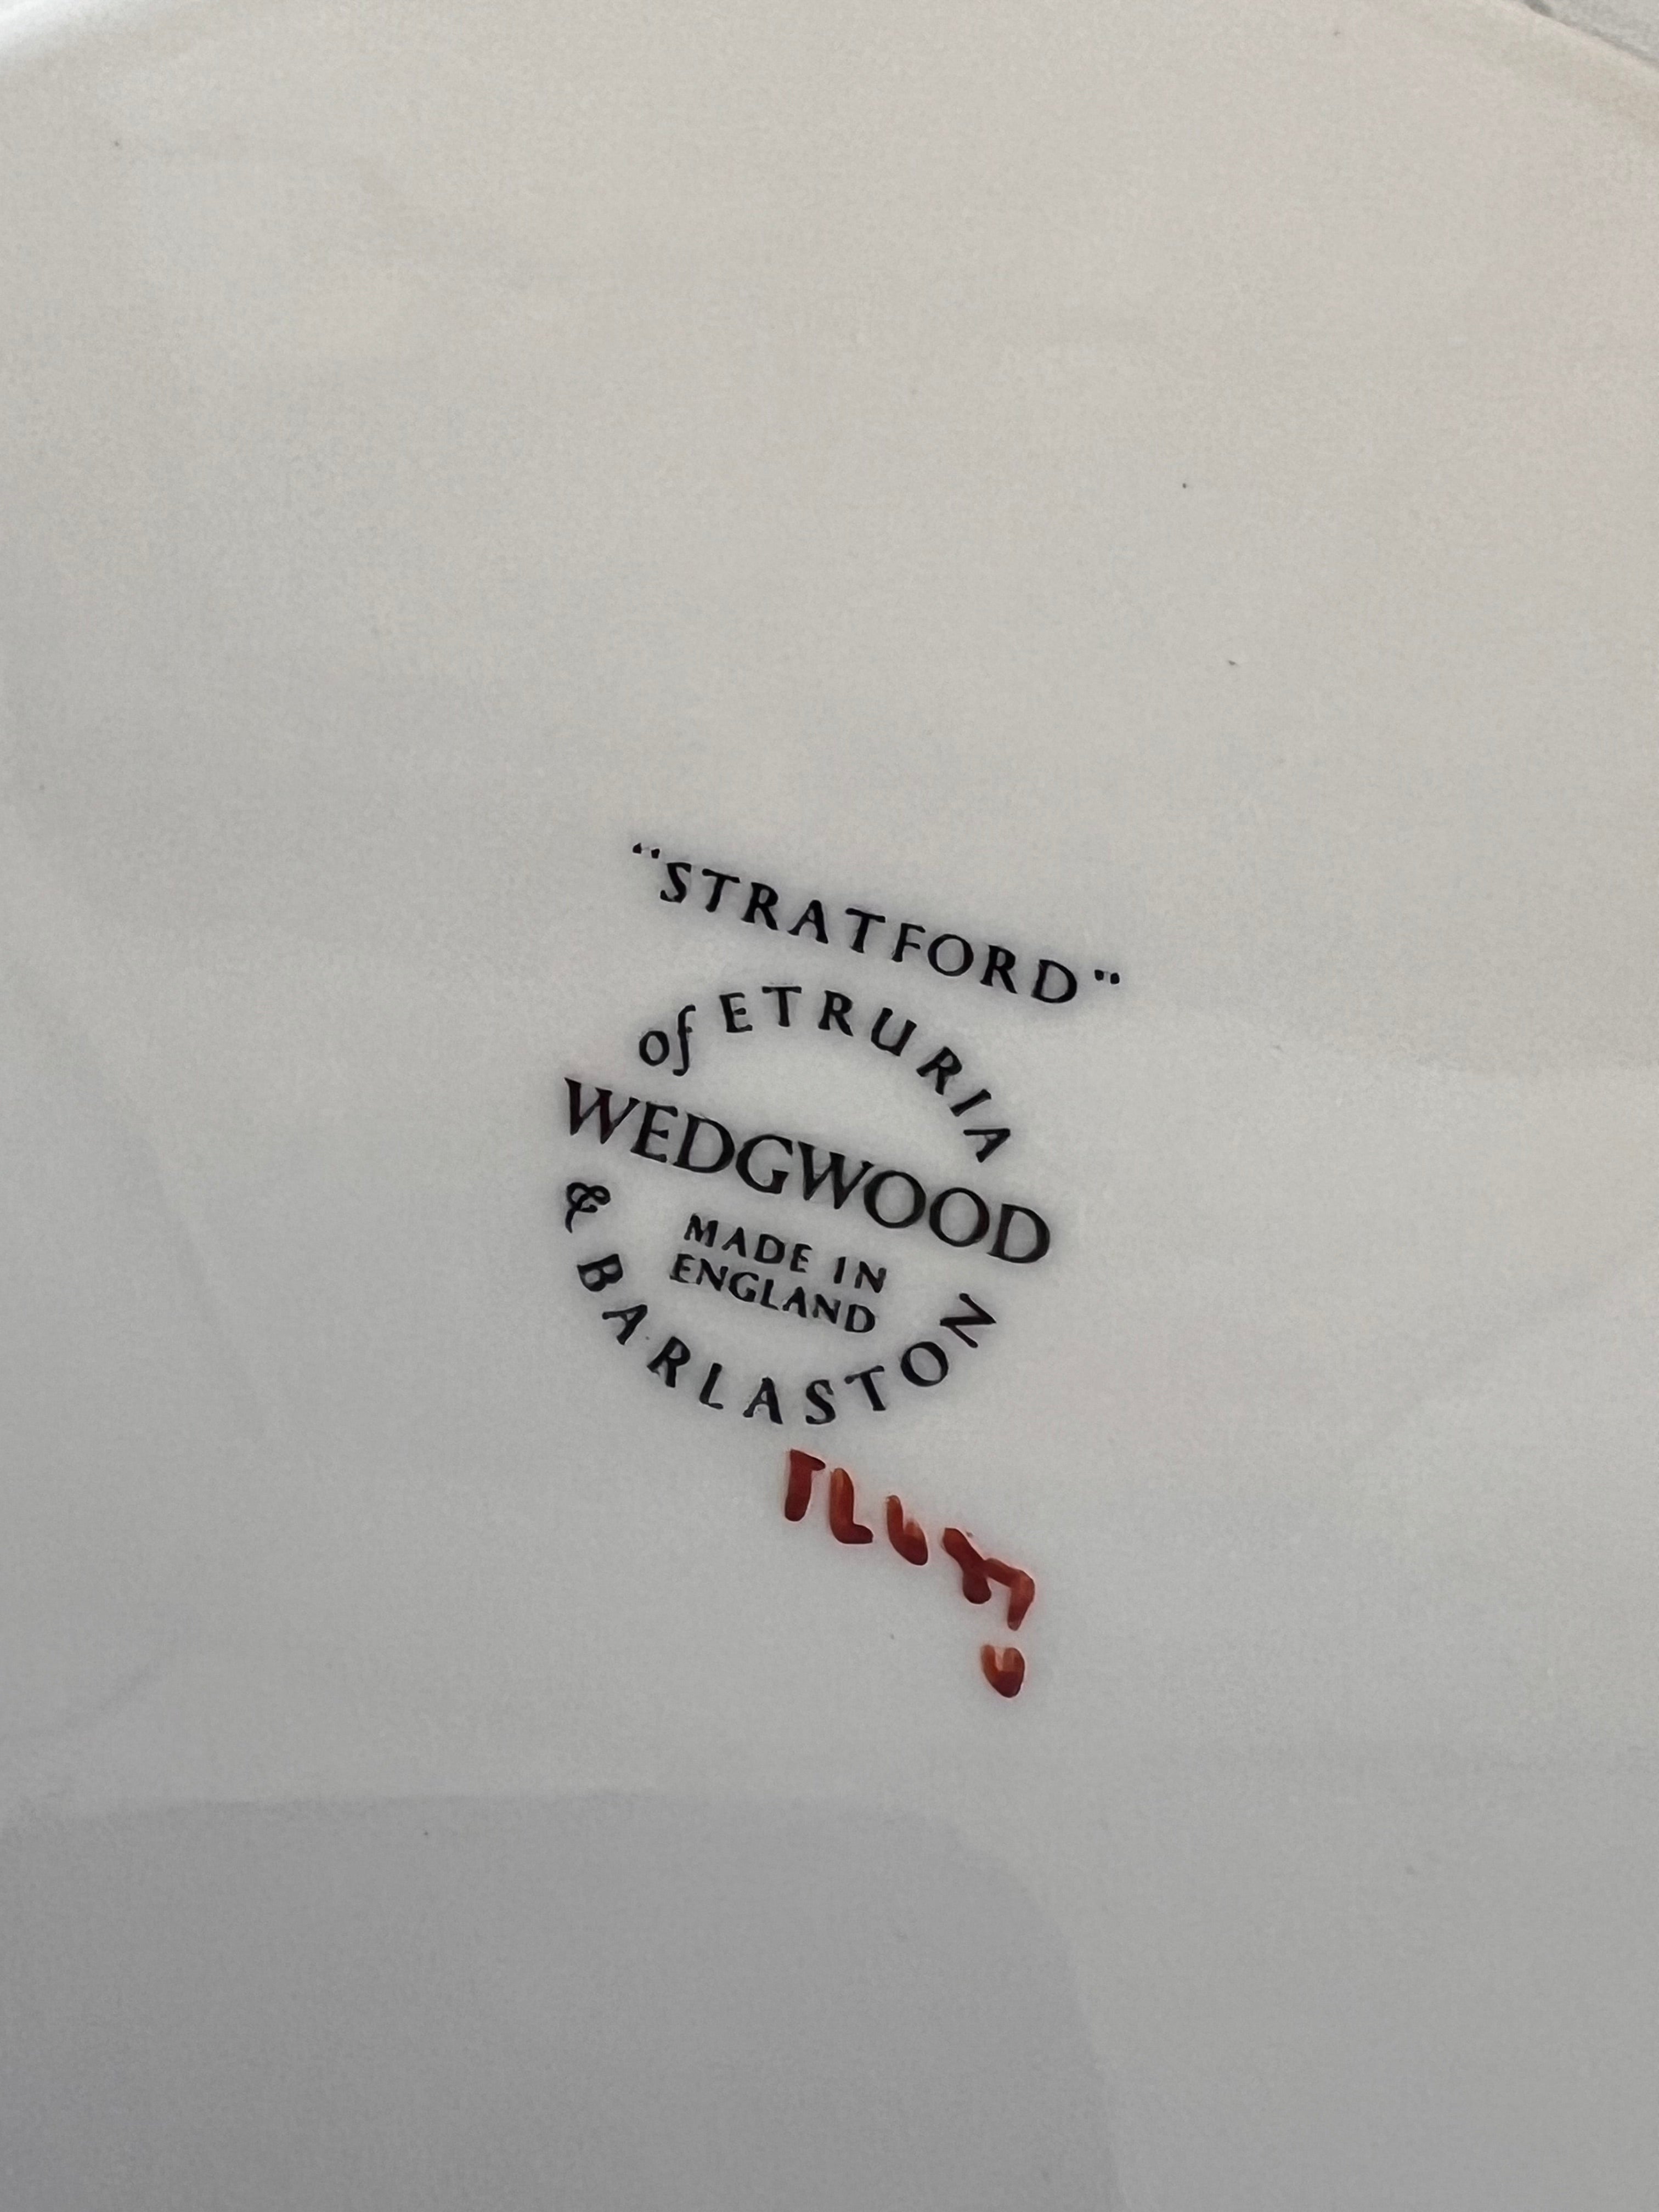 "STRATFORD"
of ETRURIA
WEDGWOOD
MADE IN
ENGLAND
& BARLASTON